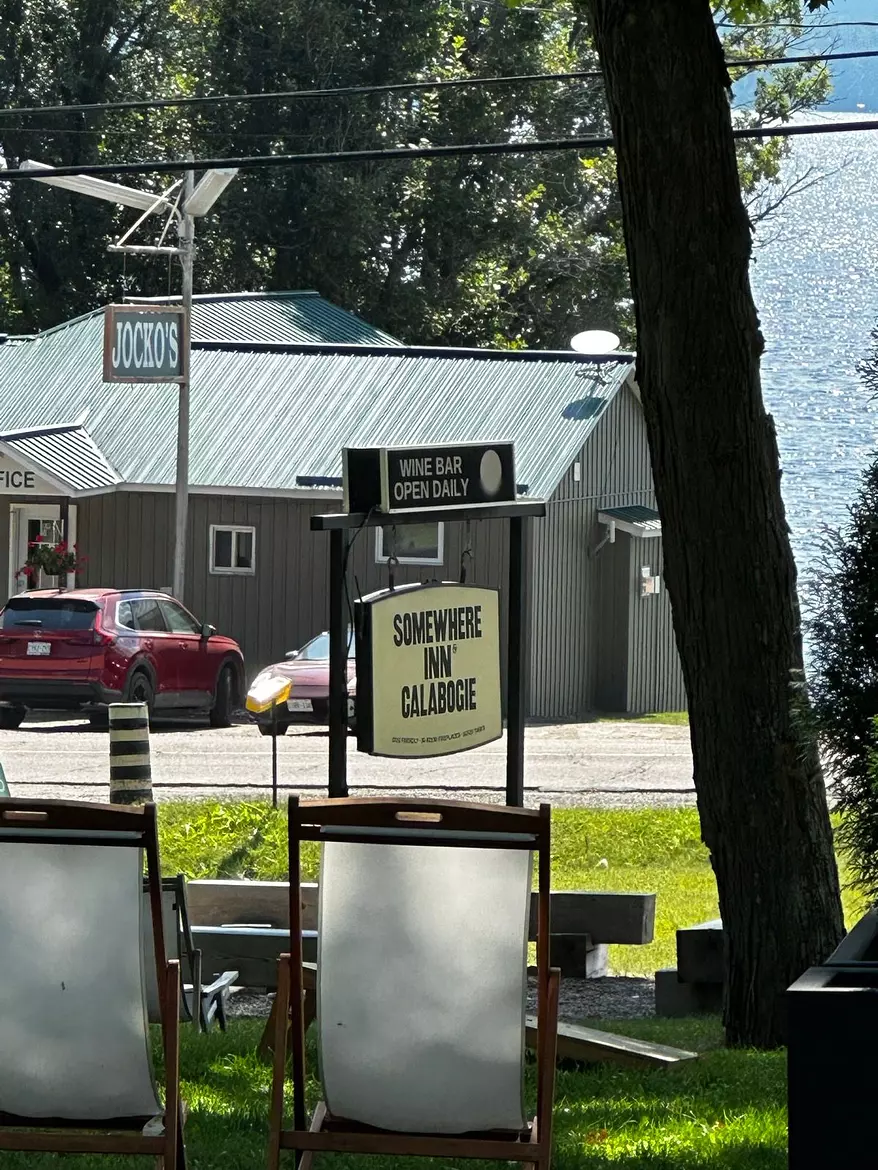 JOCKO'S
FICE
WINE BAR
OPEN DAILY
SOMEWHERE
INN
CALABOGIE